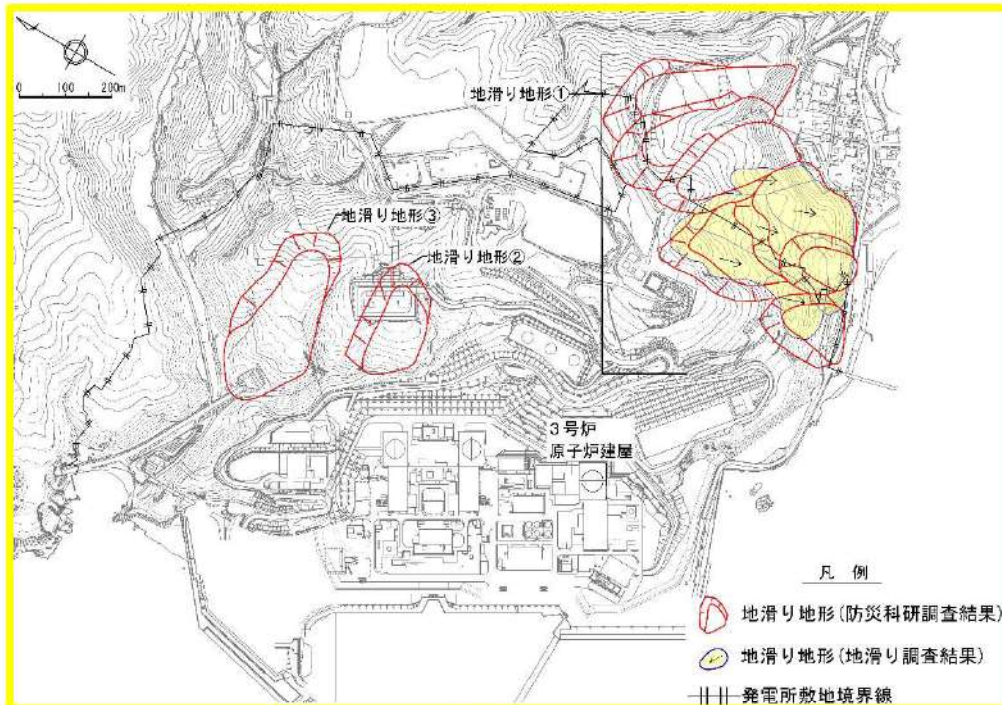 0 100 200m
地滑り地形①
地滑り地形③
地滑り地形②
3号炉
原子炉建屋
凡 例
地滑り地形(防災科研調査結果)
地滑り地形(地滑り調査結果)
発電所敷地境界線